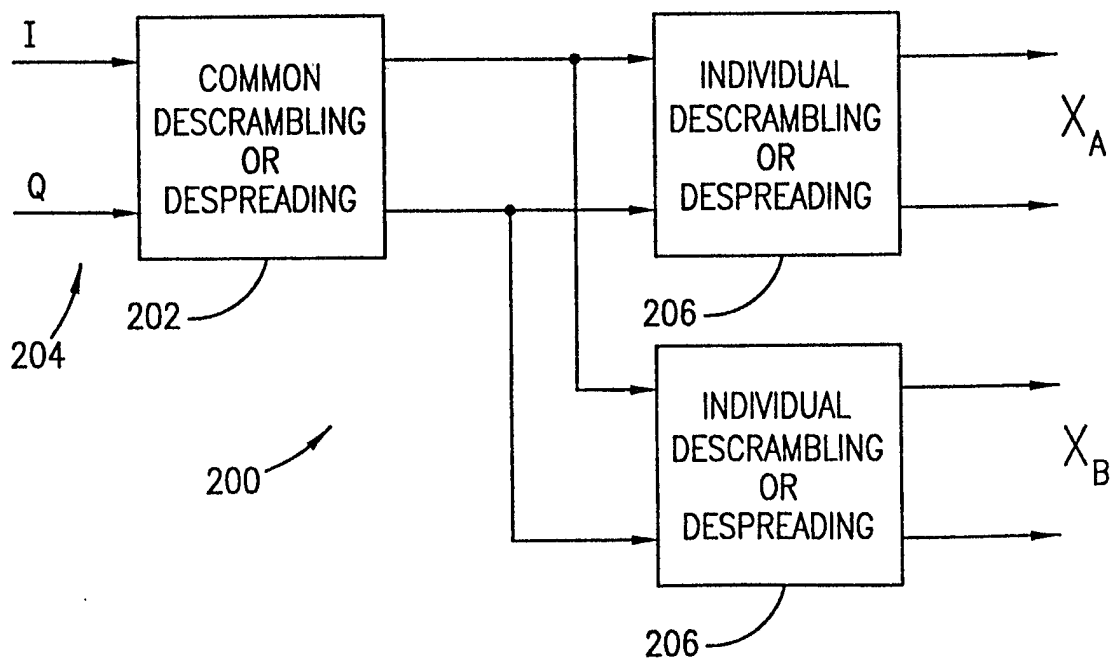 I
Q
COMMON
DESCRAMBLING
OR
DESPREADING
202
204
200
INDIVIDUAL
DESCRAMBLING
OR
DESPREADING
206
X_A
INDIVIDUAL
DESCRAMBLING
OR
DESPREADING
206
X_B